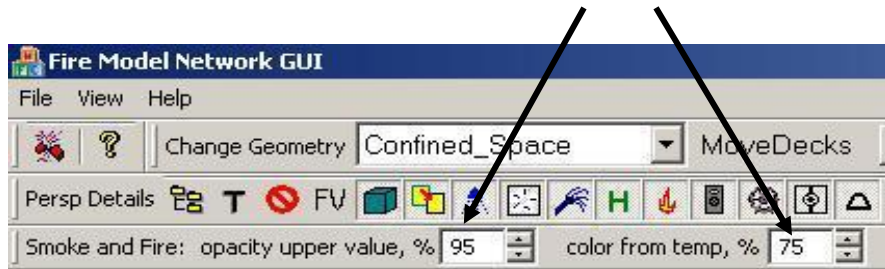 Fire Model Network GUI
File View Help
? Change Geometry Confined_Space MoveDecks
Persp Details T FV H
Smoke and Fire: opacity upper value, % 95 color from temp, % 75